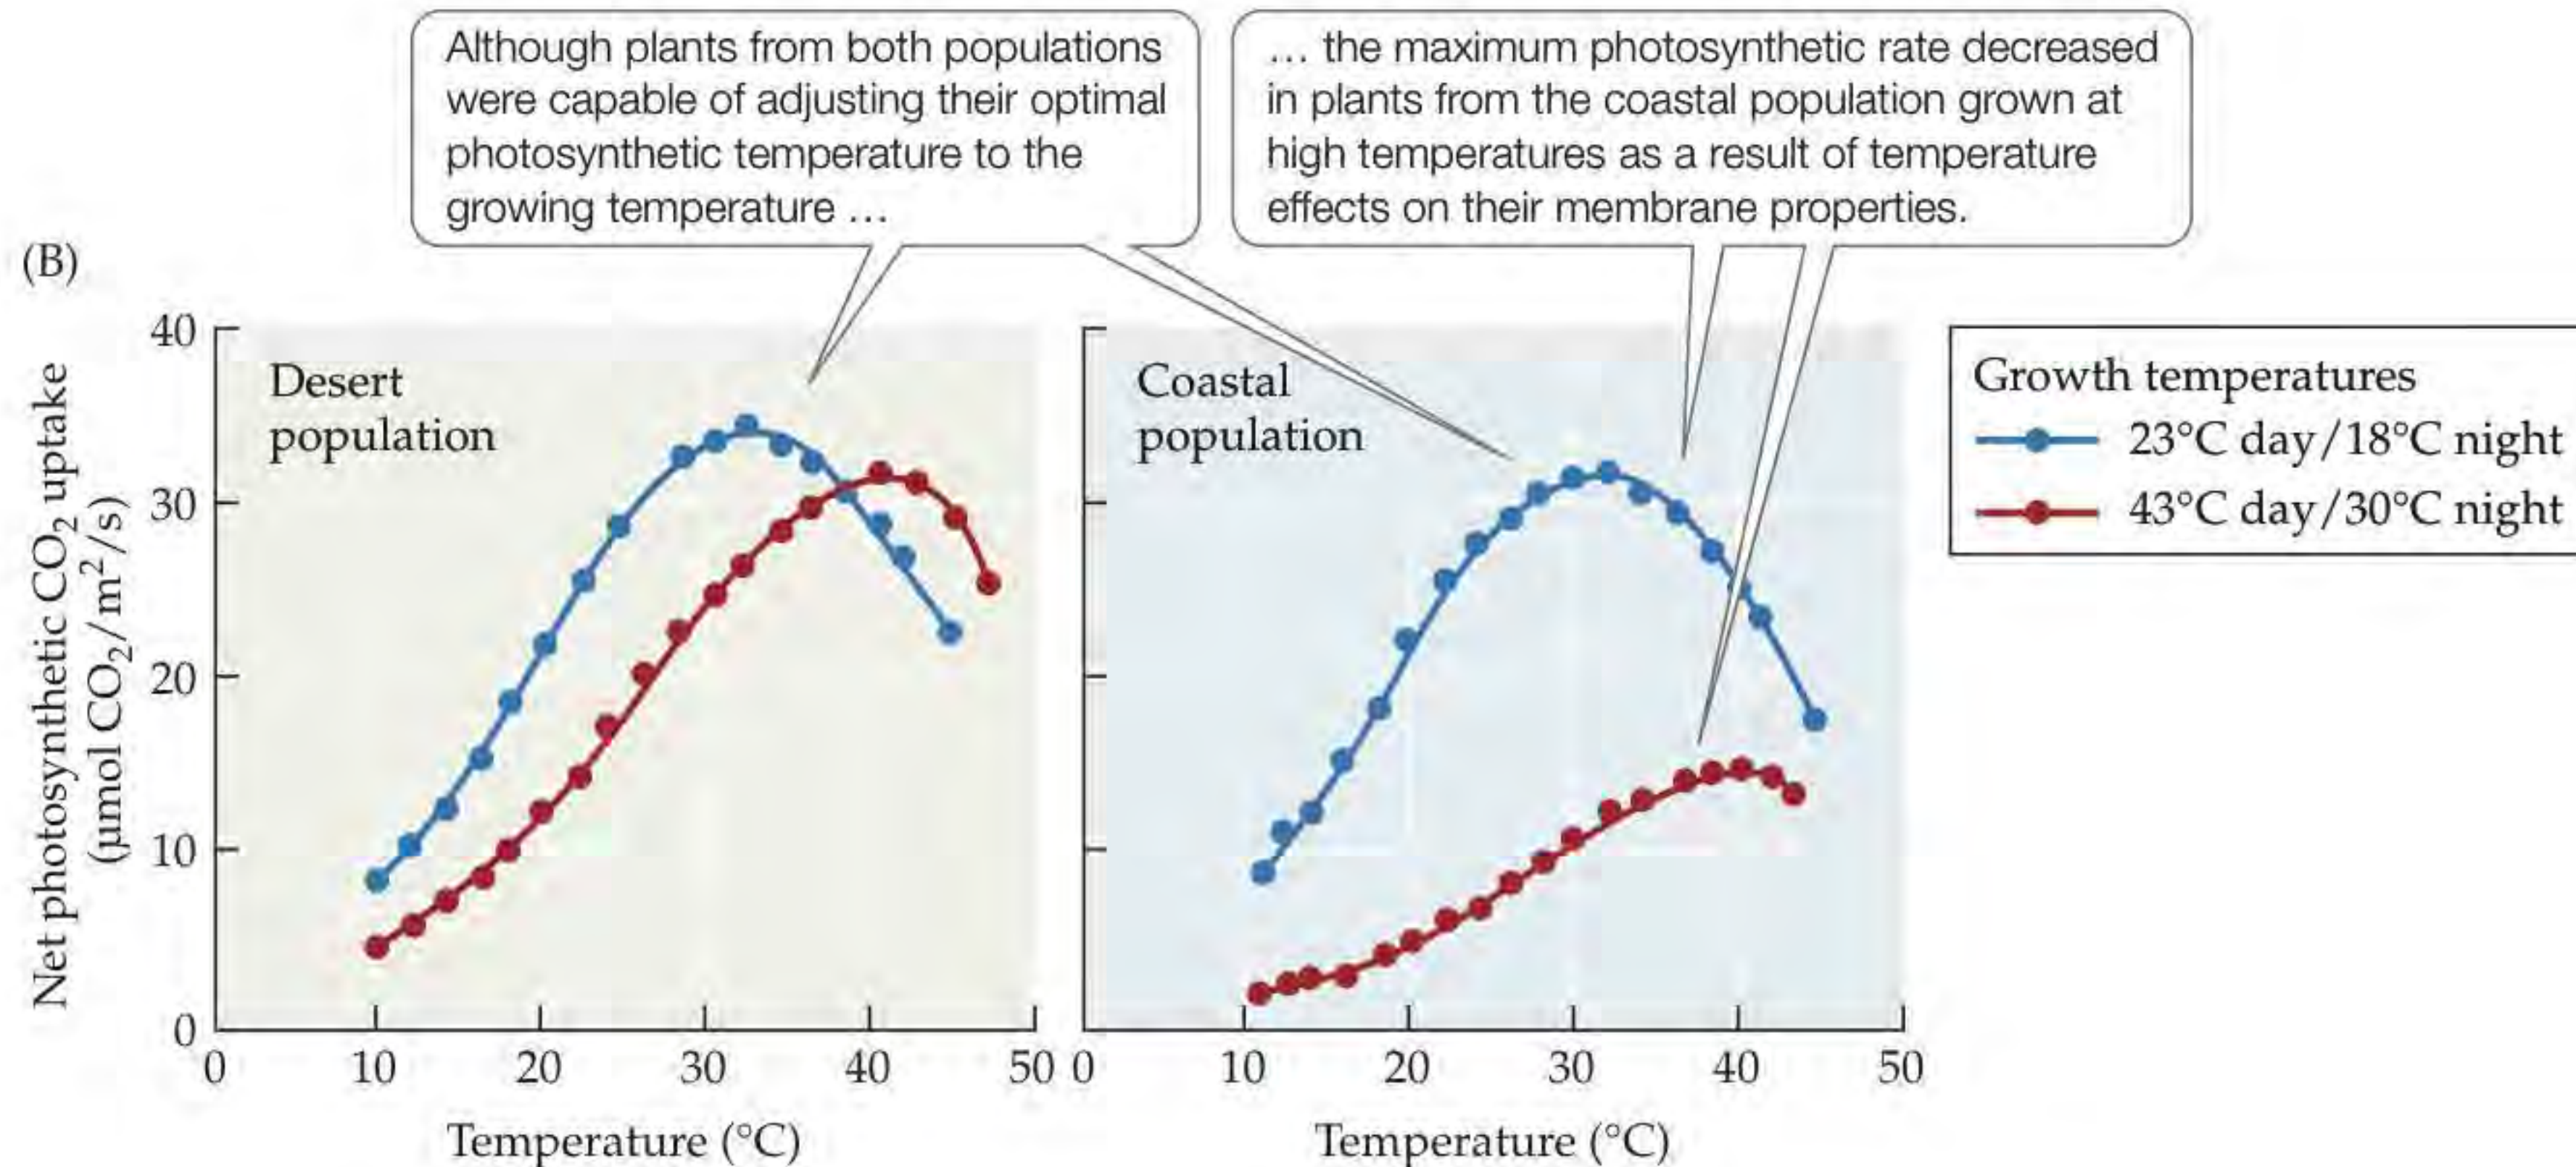 Although plants from both populations
were capable of adjusting their optimal
photosynthetic temperature to the
growing temperature …
… the maximum photosynthetic rate decreased
in plants from the coastal population grown at
high temperatures as a result of temperature
effects on their membrane properties.
(B)
Net photosynthetic CO₂ uptake
(µmol CO₂/m²/s)
40
30
20
10
0
Desert
population
0 10 20 30 40 50
Temperature (°C)
Coastal
population
0 10 20 30 40 50
Temperature (°C)
Growth temperatures
23°C day/18°C night
43°C day/30°C night